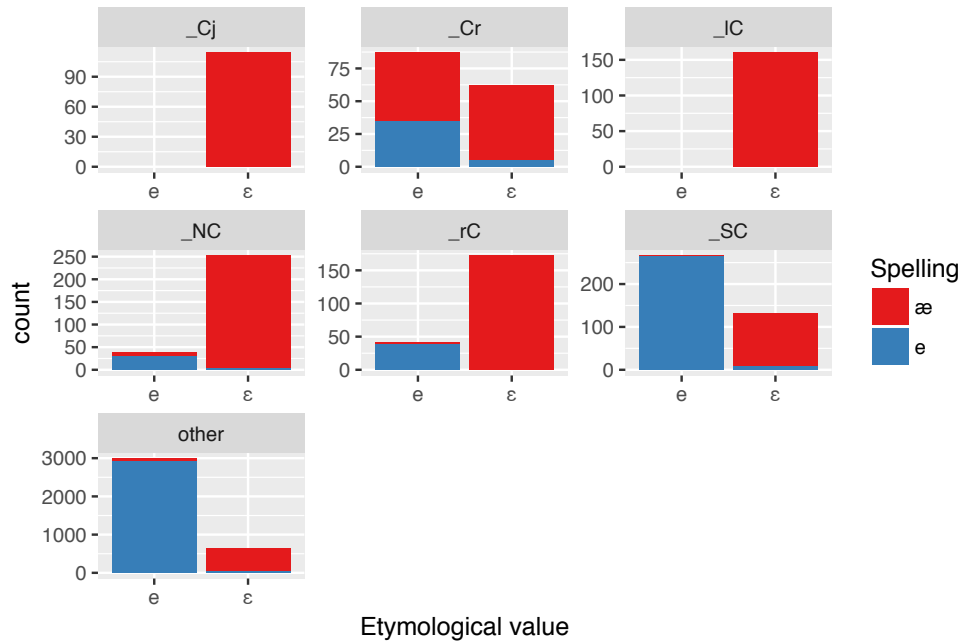 _Cj _Cr _lC
90
60
30
0
75
50
25
0
150
100
50
0
e ε e ε e ε
_NC _rC _SC
250
200
150
100
50
0
150
100
50
0
200
100
0
e ε e ε e ε
other
3000
2000
1000
0
e ε
count
Etymological value
Spelling
æ
e